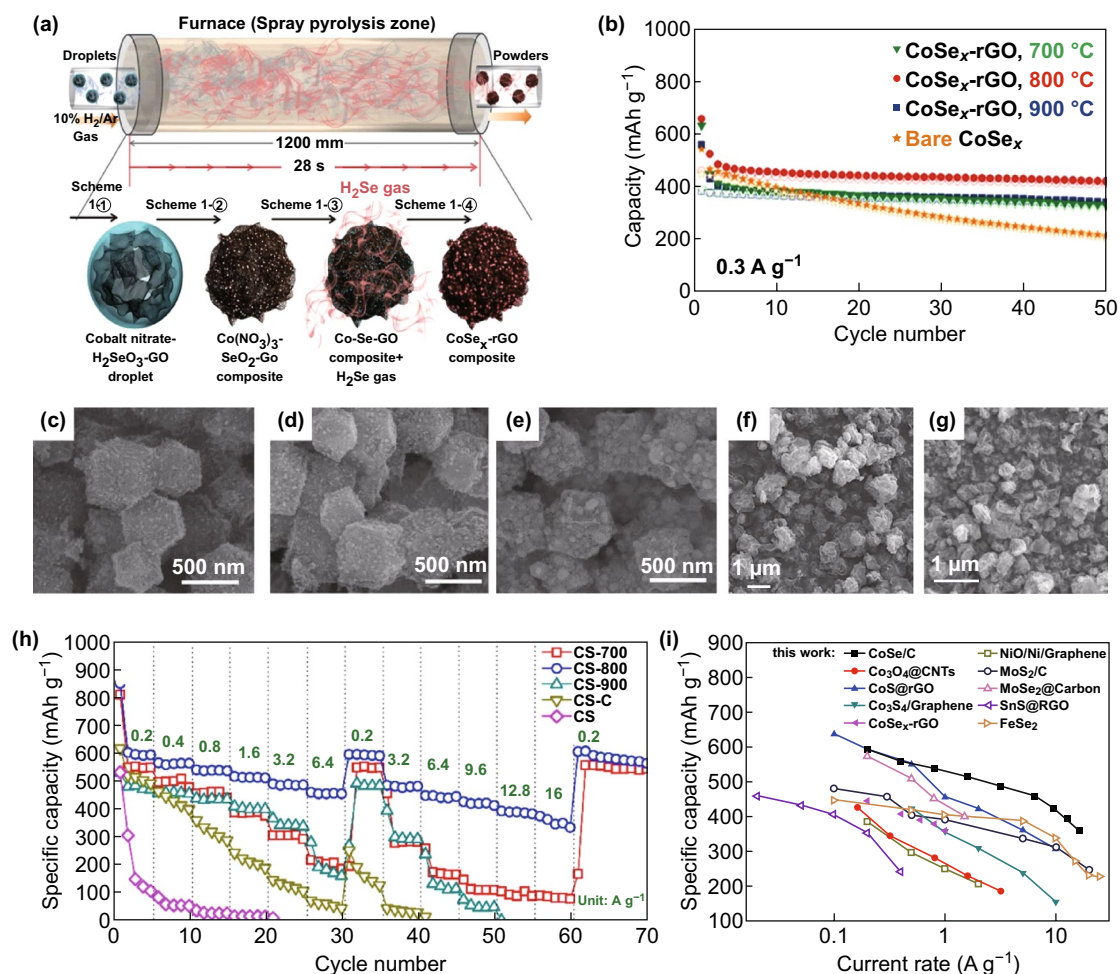 (a)
Furnace (Spray pyrolysis zone)
Droplets
Powders
10% H2/Ar
Gas
1200 mm
28 s
H2Se gas
Scheme
1-①
Scheme 1-②
Scheme 1-③
Scheme 1-④
Cobalt nitrate-
H2SeO3-GO
droplet
Co(NO3)3-
SeO2-Go
composite
Co-Se-GO
composite+
H2Se gas
CoSex-rGO
composite
(b)
Capacity (mAh g−1)
1000
800
600
400
200
0
CoSex-rGO, 700 °C
CoSex-rGO, 800 °C
CoSex-rGO, 900 °C
Bare CoSex
0.3 A g−1
0 10 20 30 40 50
Cycle number
(c)
500 nm
(d)
500 nm
(e)
500 nm
(f)
1 µm
(g)
1 µm
(h)
Specific capacity (mAh g−1)
1000
900
800
700
600
500
400
300
200
100
0
CS-700
CS-800
CS-900
CS-C
CS
0.2 0.4 0.8 1.6 3.2 6.4 0.2 3.2 6.4 9.6 12.8 16 0.2
Unit: A g−1
0 10 20 30 40 50 60 70
Cycle number
(i)
Specific capacity (mAh g−1)
900
800
700
600
500
400
300
200
100
this work:
CoSe/C
Co3O4@CNTs
CoS@rGO
Co3S4/Graphene
CoSex-rGO
NiO/Ni/Graphene
MoS2/C
MoSe2@Carbon
SnS@RGO
FeSe2
0.1 1 10
Current rate (A g−1)